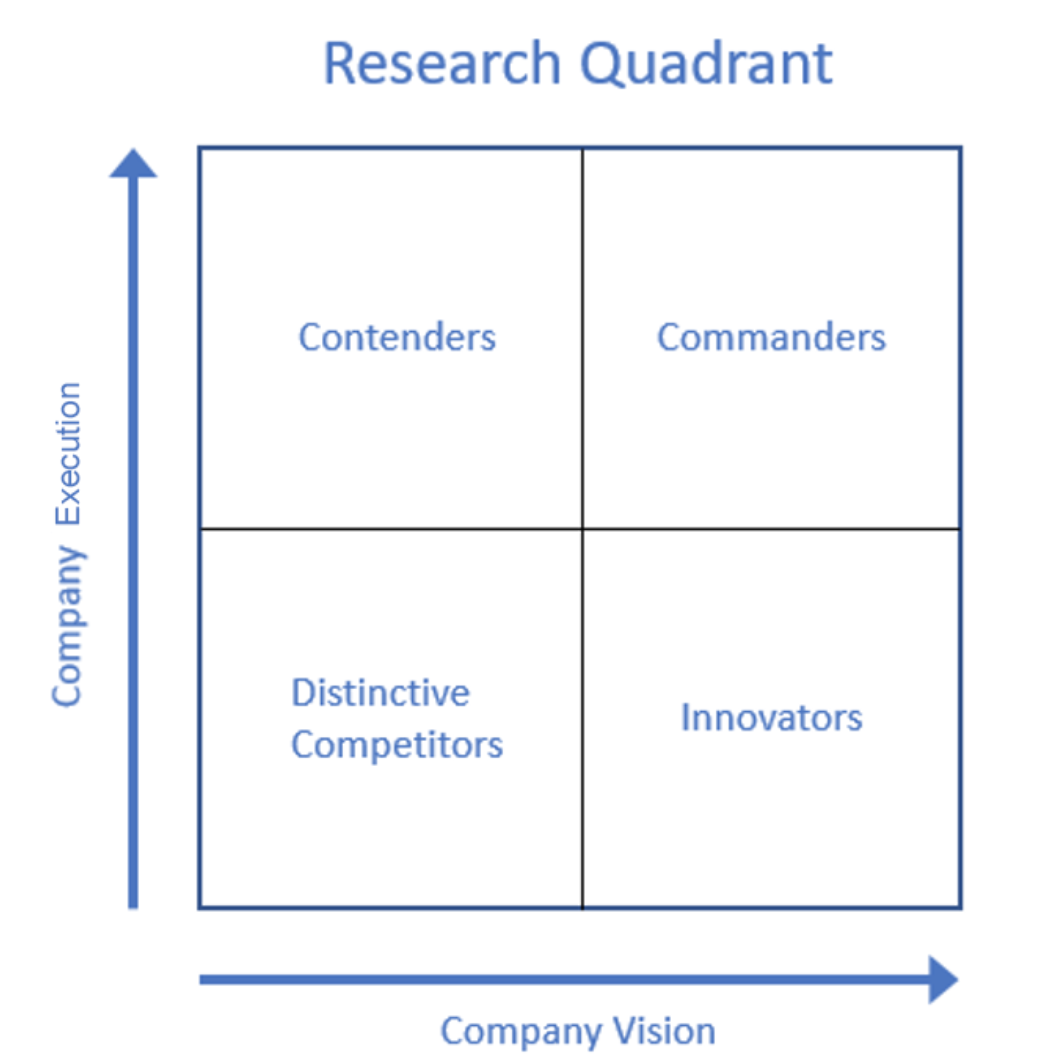 Research Quadrant
Contenders
Commanders
Company Execution
Distinctive
Competitors
Innovators
Company Vision